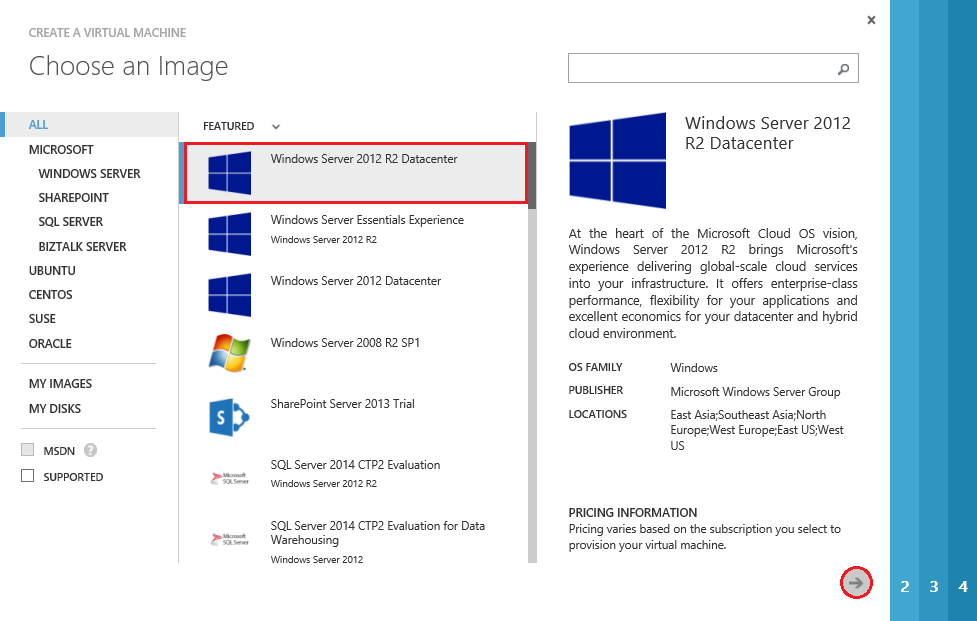 ×
CREATE A VIRTUAL MACHINE
Choose an Image
ALL
MICROSOFT
WINDOWS SERVER
SHAREPOINT
SQL SERVER
BIZTALK SERVER
UBUNTU
CENTOS
SUSE
ORACLE
MY IMAGES
MY DISKS
MSDN ?
SUPPORTED
FEATURED
Windows Server 2012 R2 Datacenter
Windows Server Essentials Experience
Windows Server 2012 R2
Windows Server 2012 Datacenter
Windows Server 2008 R2 SP1
S
SharePoint Server 2013 Trial
Microsoft
SQL Server
SQL Server 2014 CTP2 Evaluation
Windows Server 2012 R2
Microsoft
SQL Server
SQL Server 2014 CTP2 Evaluation for Data
Warehousing
Windows Server 2012
Windows Server 2012
R2 Datacenter
At the heart of the Microsoft Cloud OS vision,
Windows Server 2012 R2 brings Microsoft's
experience delivering global-scale cloud services
into your infrastructure. It offers enterprise-class
performance, flexibility for your applications and
excellent economics for your datacenter and hybrid
cloud environment.
OS FAMILY Windows
PUBLISHER Microsoft Windows Server Group
LOCATIONS East Asia;Southeast Asia;North
Europe;West Europe;East US;West
US
PRICING INFORMATION
Pricing varies based on the subscription you select to
provision your virtual machine.
2 3 4